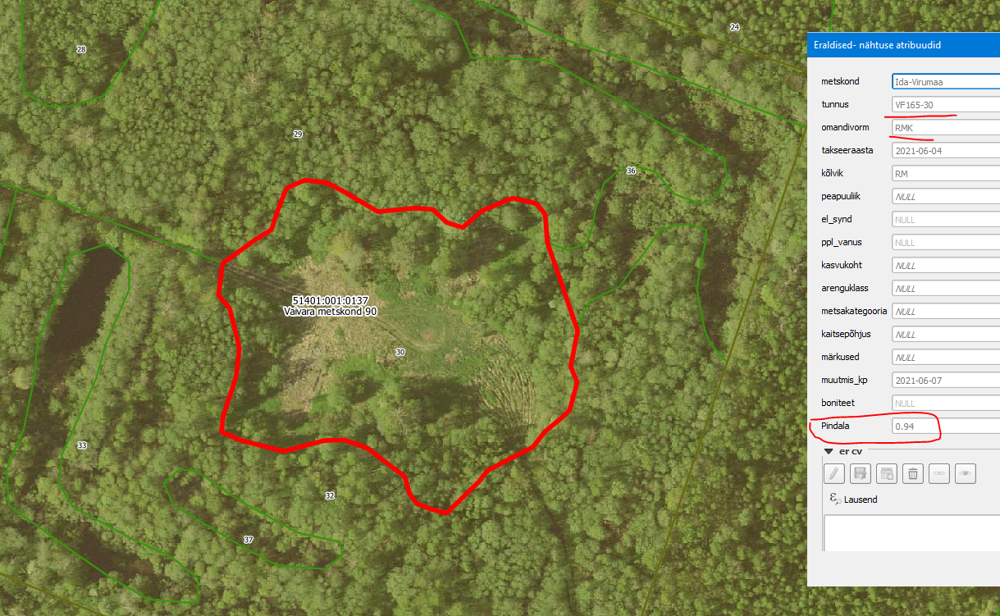 28
24
29
36
51401:001:0137
Vaivara metskond 90
30
33
32
37
Eraldised- nähtuse atribuudid
metskond Ida-Virumaa
tunnus VF165-30
omandivorm RMK
takseeraasta 2021-06-04
kõlvik RM
peapuuliik NULL
el_synd NULL
ppl_vanus NULL
kasvukoht NULL
arenguklass NULL
metsakategooria NULL
kaitsepõhjus NULL
märkused NULL
muutmis_kp 2021-06-07
boniteet NULL
Pindala 0.94
er cv
ε Lausend